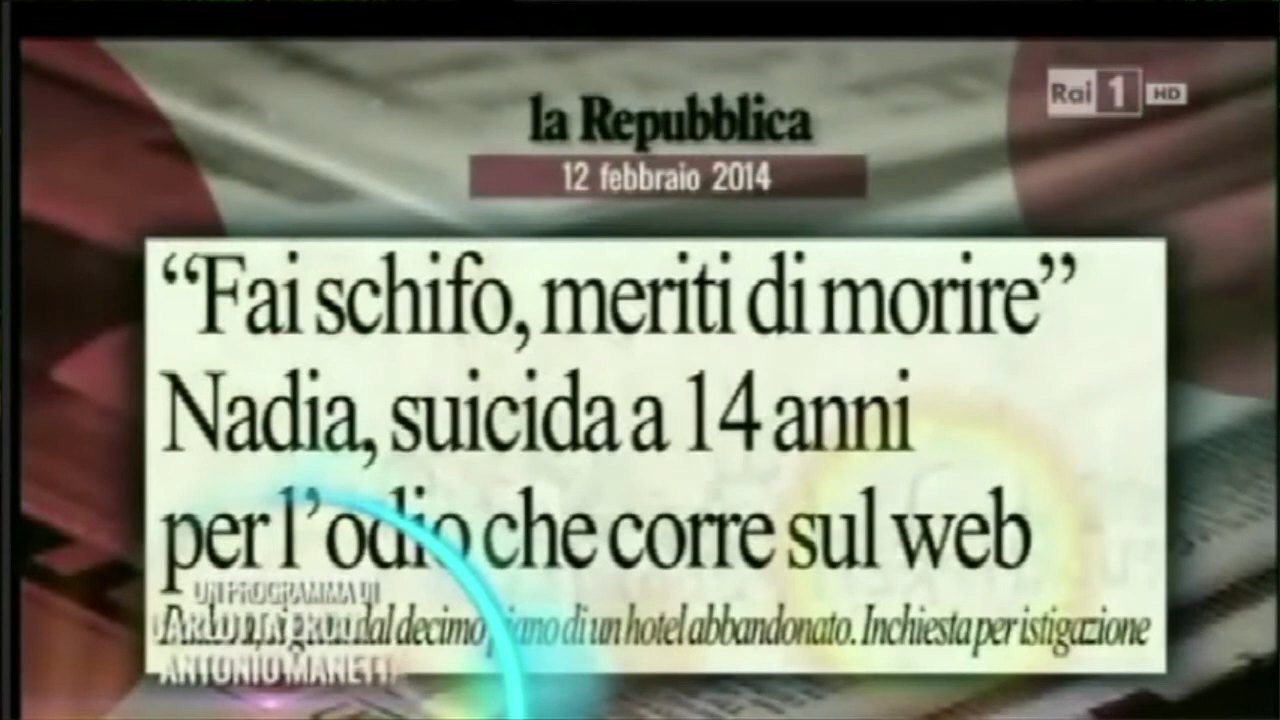 la Repubblica
Rai 1 HD
12 febbraio 2014
“Fai schifo, meriti di morire”
Nadia, suicida a 14 anni
per l’odio che corre sul web
UN PROGRAMMA DI
dal decimo piano di un hotel abbandonato. Inchiesta per istigazione
ANTONIO MANETTI